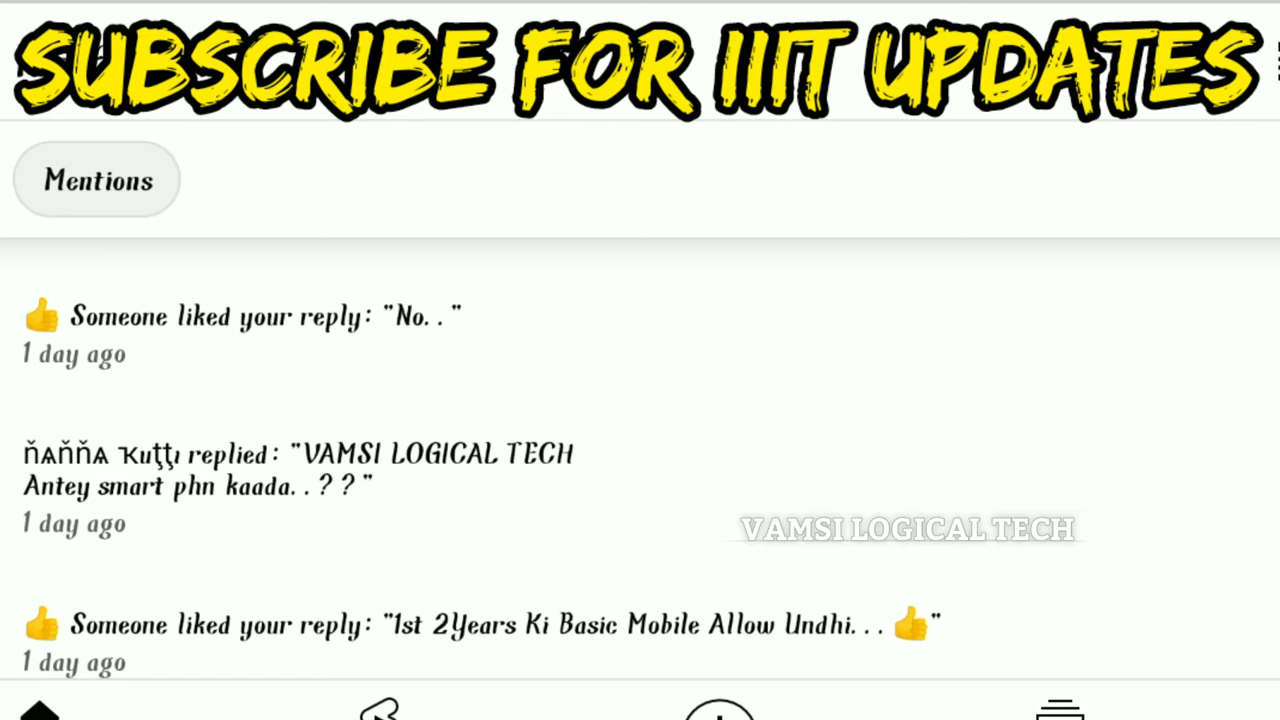 SUBSCRIBE FOR IIIT UPDATES
Mentions
👍 Someone liked your reply: "No. . "
1 day ago
ňѧňňѧ ҡuţţı replied: "VAMSI LOGICAL TECH
Antey smart phn kaada. . ? ? "
1 day ago
VAMSI LOGICAL TECH
👍 Someone liked your reply: "1st 2Years Ki Basic Mobile Allow Undhi. . . 👍"
1 day ago